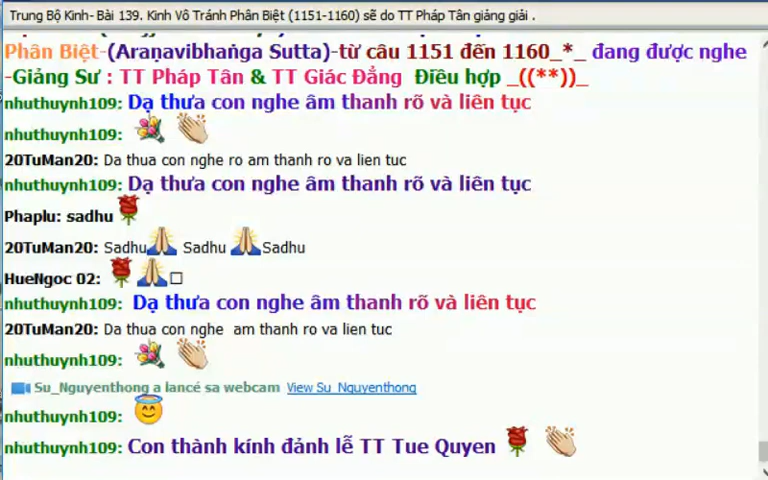 Trung Bộ Kinh- Bài 139. Kinh Vô Tránh Phân Biệt (1151-1160) sẽ do TT Pháp Tân giảng giải .
Phân Biệt-(Araṇavibhaṅga Sutta)-từ câu 1151 đến 1160_*_ đang được nghe
-Giảng Sư : TT Pháp Tân & TT Giác Đẳng Điều hợp _((**))_
nhuthuynh109: Dạ thưa con nghe âm thanh rõ và liên tục
nhuthuynh109:
20TuMan20: Da thua con nghe ro am thanh ro va lien tuc
nhuthuynh109: Dạ thưa con nghe âm thanh rõ và liên tục
Phaplu: sadhu
20TuMan20: Sadhu Sadhu Sadhu
HueNgoc 02:
nhuthuynh109: Dạ thưa con nghe âm thanh rõ và liên tục
20TuMan20: Da thua con nghe am thanh ro va lien tuc
nhuthuynh109:
Su_Nguyenthong a lancé sa webcam View Su_Nguyenthong
nhuthuynh109:
nhuthuynh109: Con thành kính đảnh lễ TT Tue Quyen